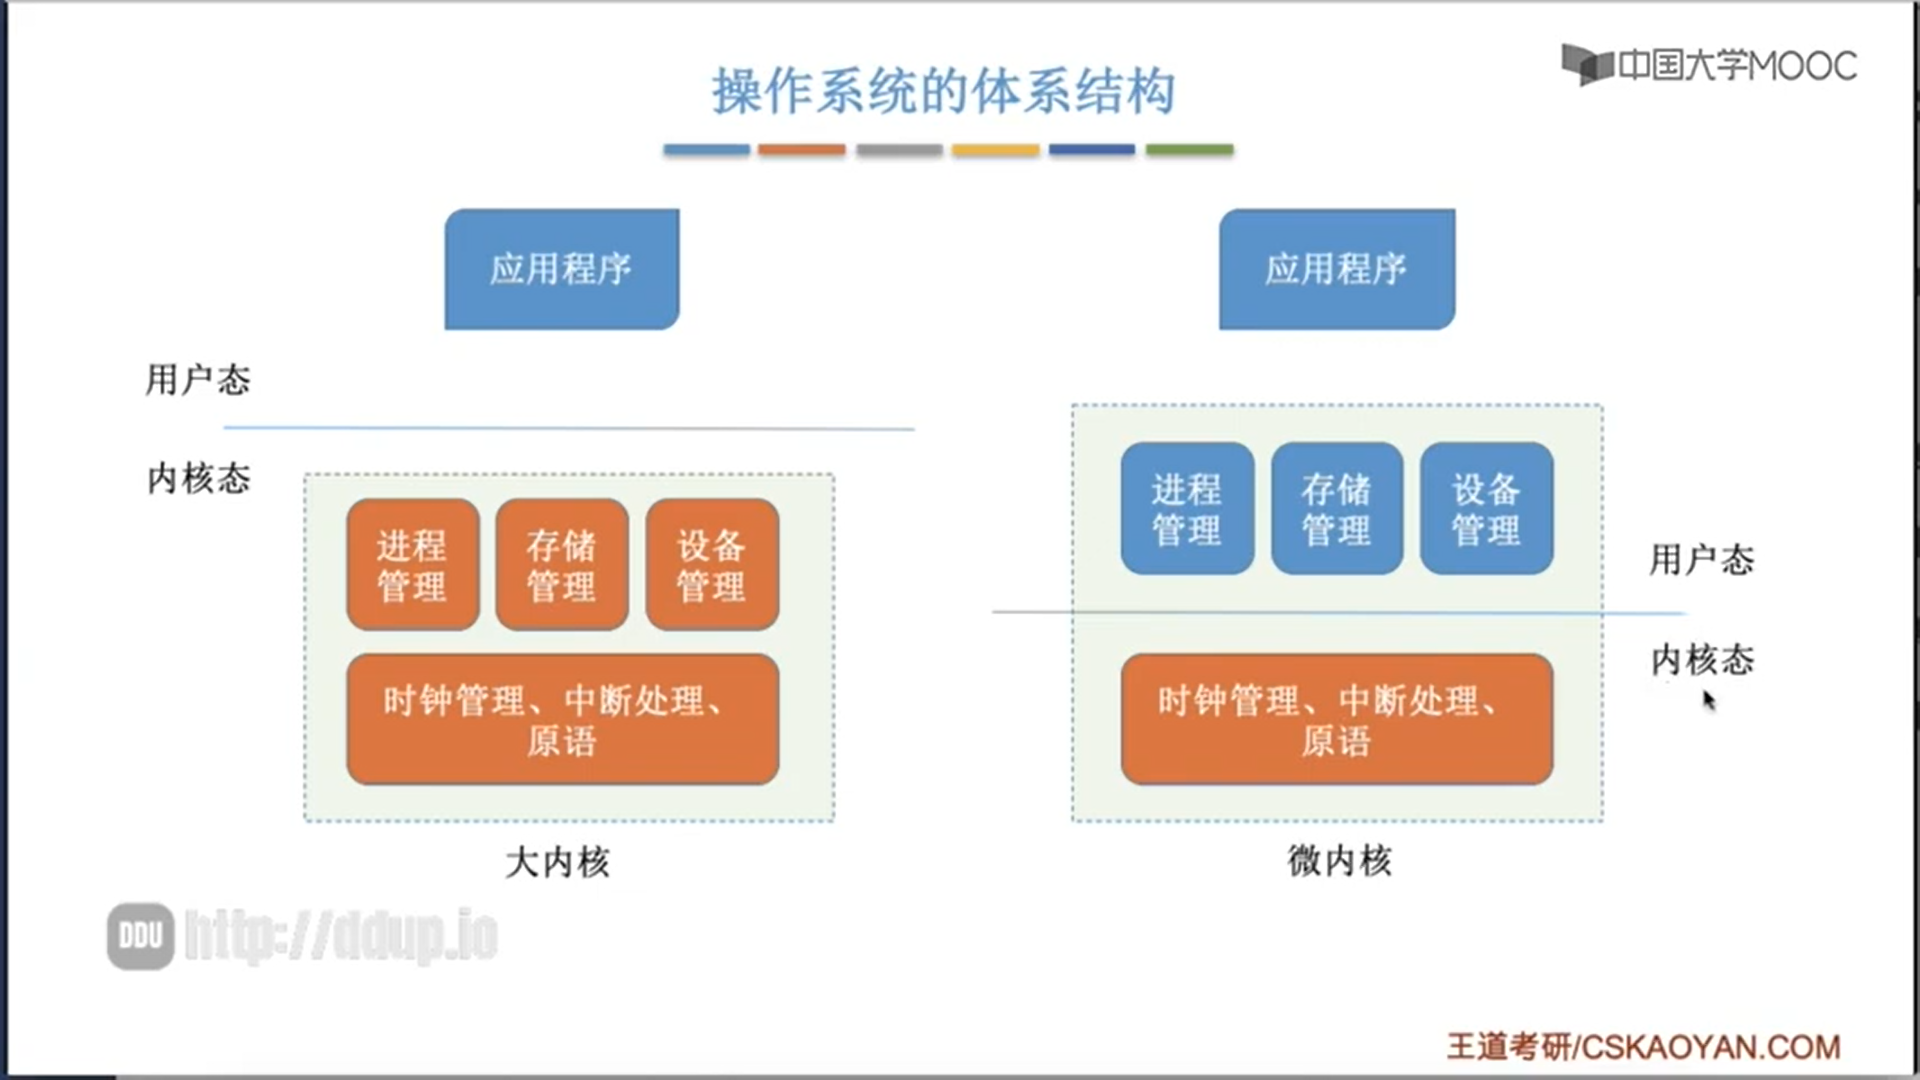 中国大学MOOC
操作系统的体系结构
应用程序
应用程序
用户态
内核态
进程
管理
存储
管理
设备
管理
时钟管理、中断处理、
原语
大内核
进程
管理
存储
管理
设备
管理
用户态
内核态
时钟管理、中断处理、
原语
微内核
DDU http://ddup.io
王道考研/CSKAOYAN.COM